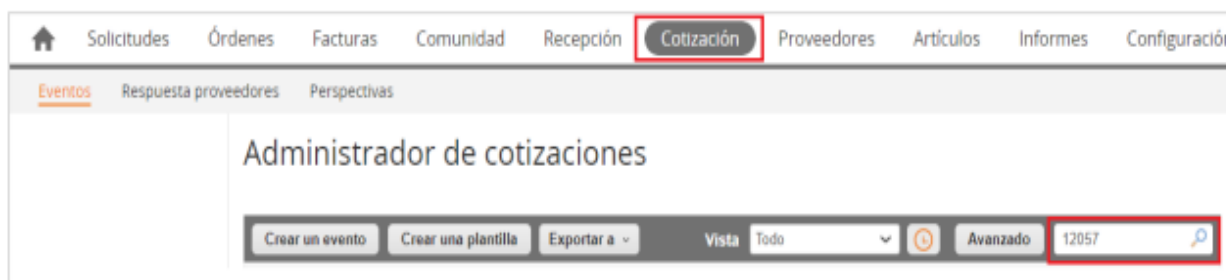 Solicitudes Órdenes Facturas Comunidad Recepción Cotización Proveedores Artículos Informes Configuración
Eventos Respuesta proveedores Perspectivas
Administrador de cotizaciones
Crear un evento Crear una plantilla Exportar a Vista Todo Avanzado 12057